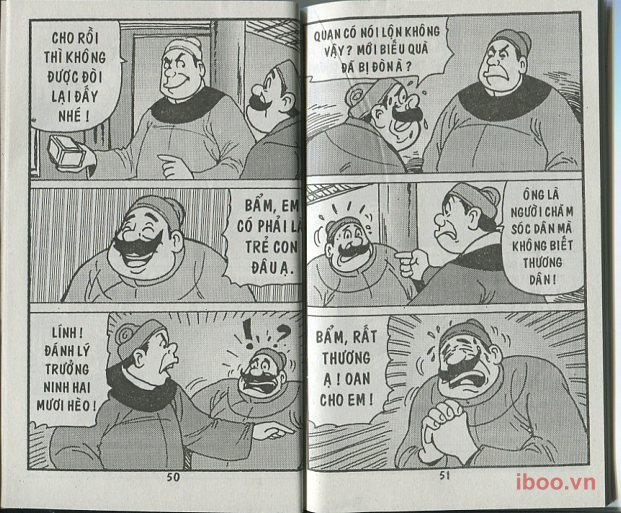 CHO RỒI
THÌ KHÔNG
ĐƯỢC ĐÒI
LẠI ĐẤY
NHÉ !
BẨM, EM
CÓ PHẢI LÀ
TRẺ CON
ĐÂU Ạ.
LÍNH !
ĐÁNH LÝ
TRƯỞNG
NINH HAI
MƯƠI HÈO !
! ?
50
QUAN CÓ NÓI LỘN KHÔNG
VẬY ? MỚI BIẾU QUÀ
ĐÃ BỊ ĐÒN À ?
ÔNG LÀ
NGƯỜI CHĂM
SÓC DÂN MÀ
KHÔNG BIẾT
THƯƠNG
DÂN !
BẨM, RẤT
THƯƠNG
Ạ ! OAN
CHO EM !
51
iboo.vn